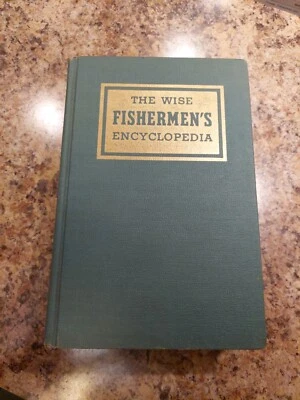 THE WISE
FISHERMEN'S
ENCYCLOPEDIA